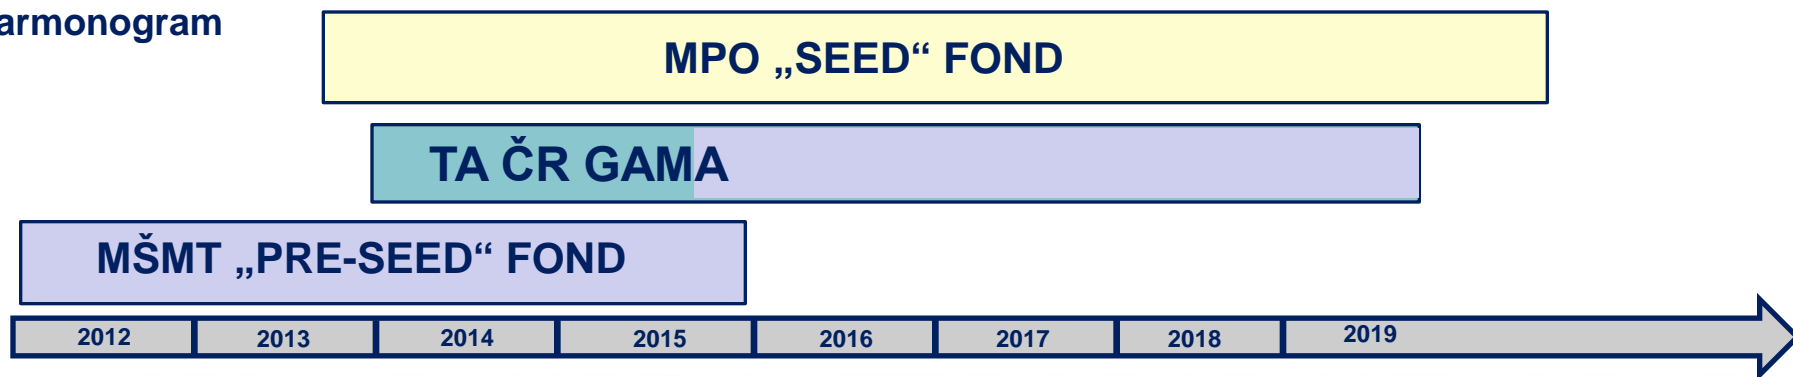 armonogram
MPO „SEED“ FOND
TA ČR GAMA
MŠMT „PRE-SEED“ FOND
2012 2013 2014 2015 2016 2017 2018 2019